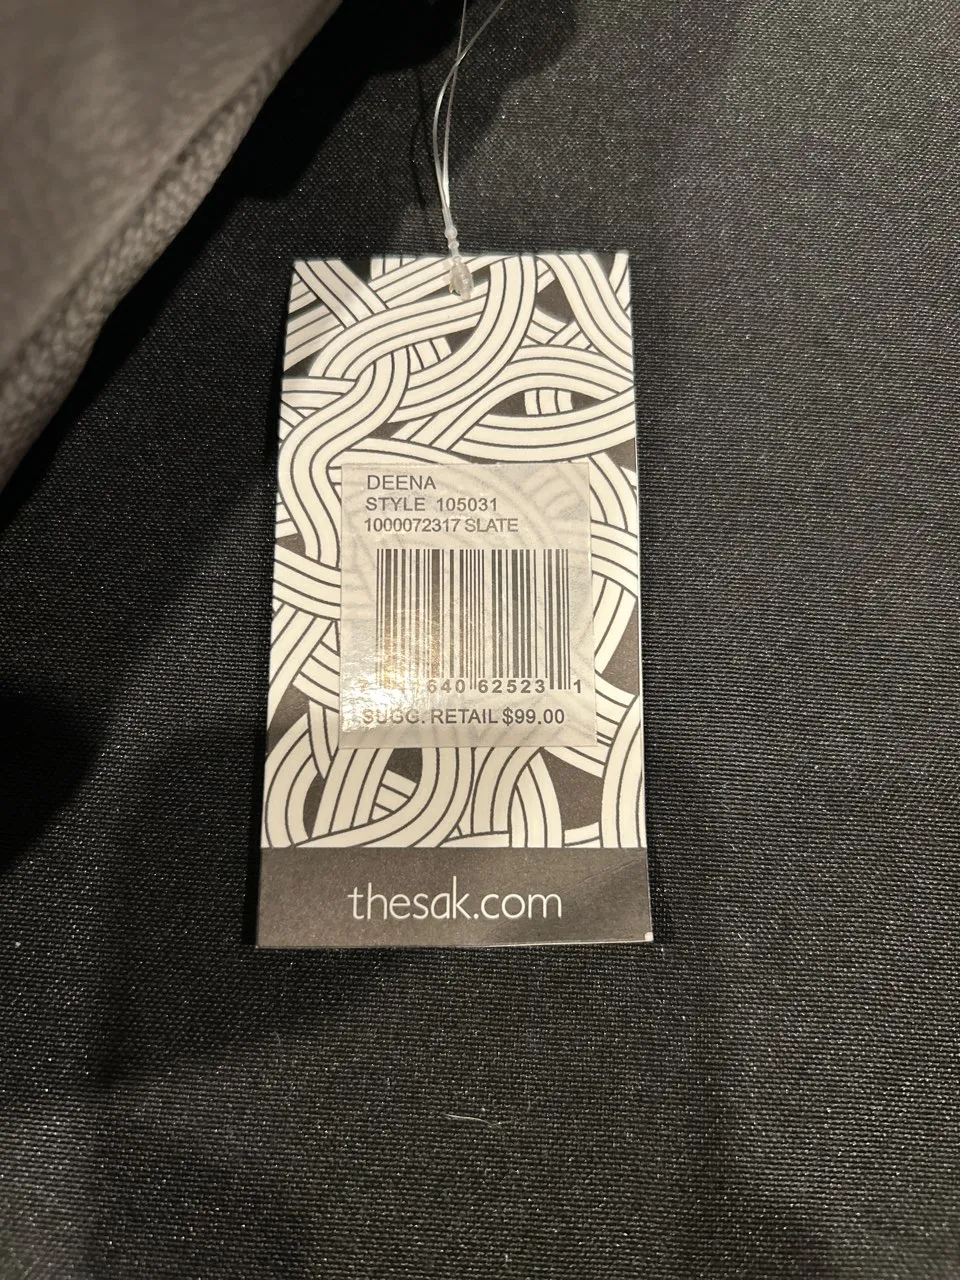 DEENA
STYLE 105031
1000072317 SLATE
640 62523 1
SUGG. RETAIL $99.00
thesak.com